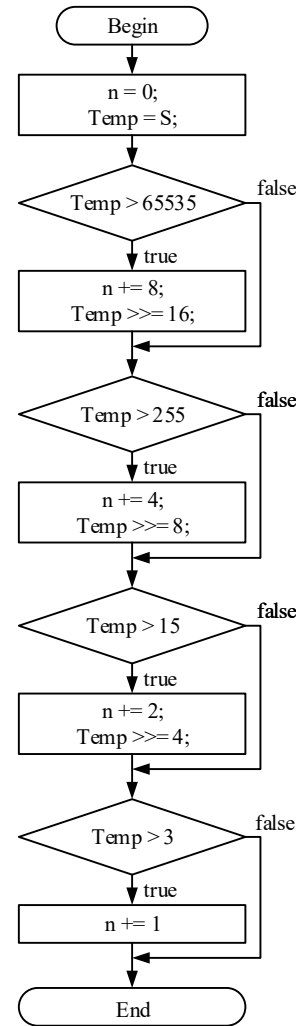 Begin
n = 0;
Temp = S;
Temp > 65535
false
true
n += 8;
Temp >>= 16;
Temp > 255
false
true
n += 4;
Temp >>= 8;
Temp > 15
false
true
n += 2;
Temp >>= 4;
Temp > 3
false
true
n += 1
End